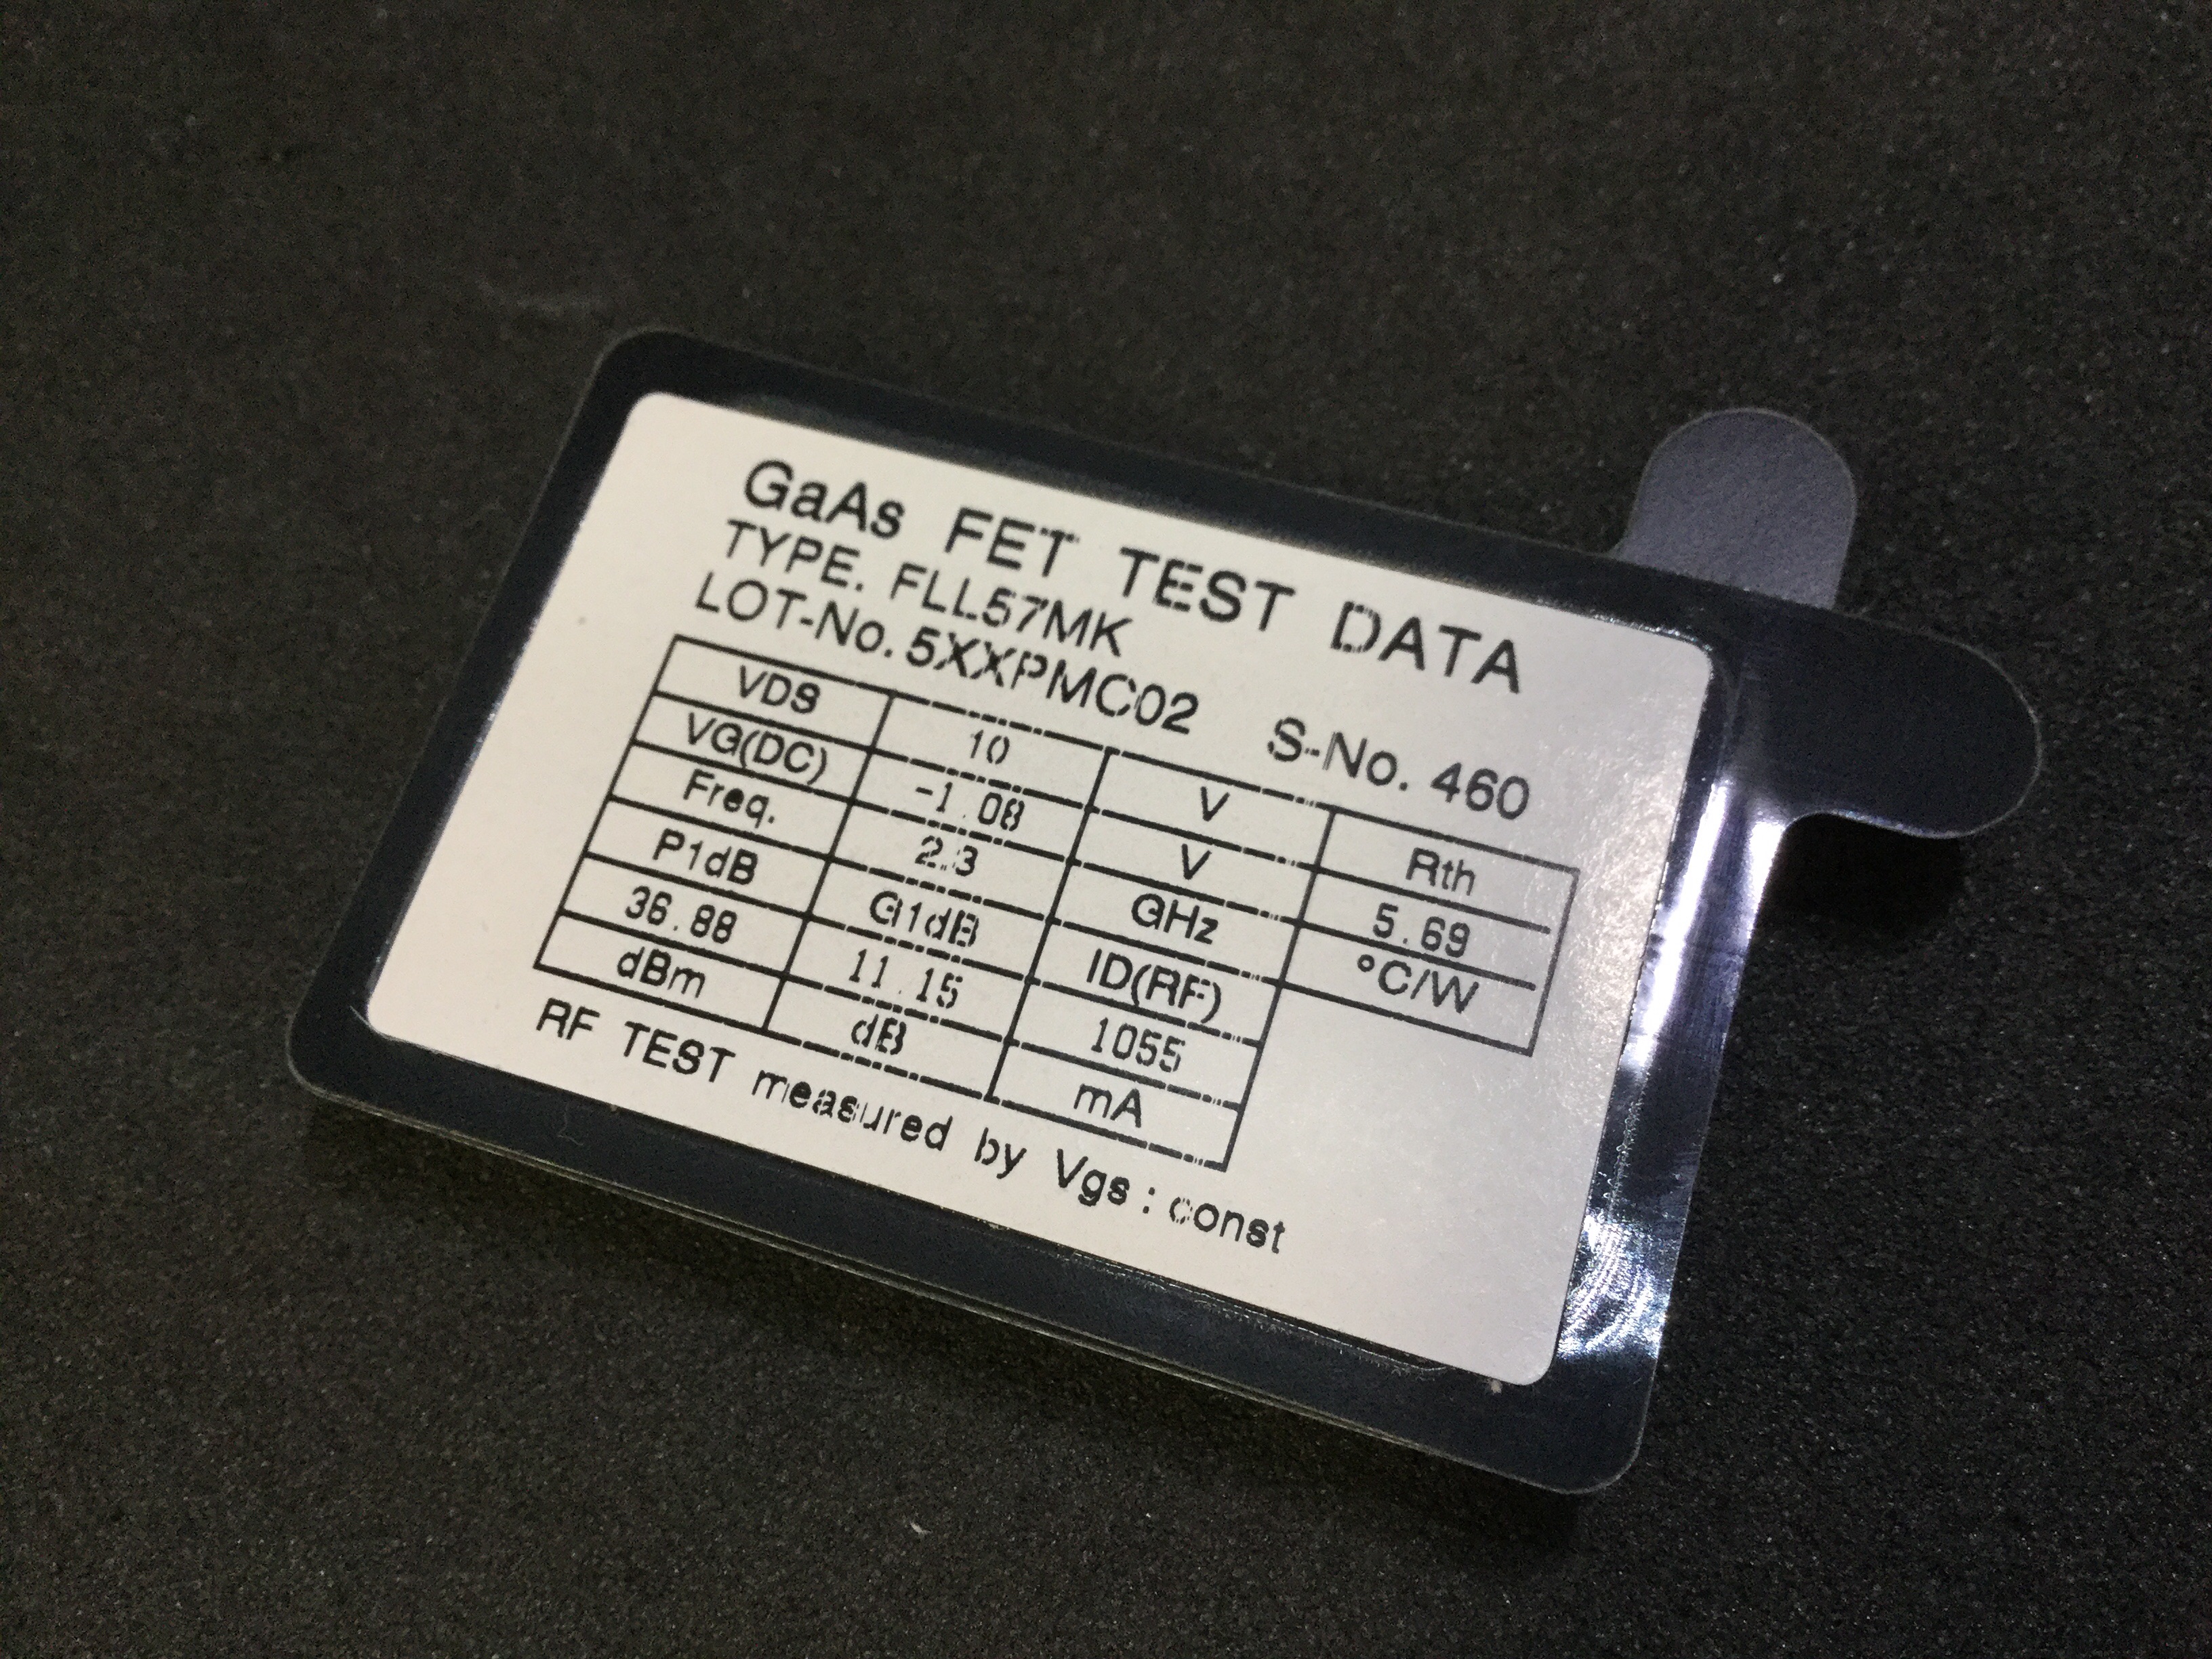 GaAs FET TEST DATA
TYPE. FLL57MK
LOT-No. 5XXPMC02 S-No. 460
VDS 10 V Rth
VG(DC) -1.08 V 5.69
Freq. 2.3 GHz °C/W
P1dB G1dB ID(RF)
36.88 11.15 1055
dBm dB mA
RF TEST measured by Vgs : const